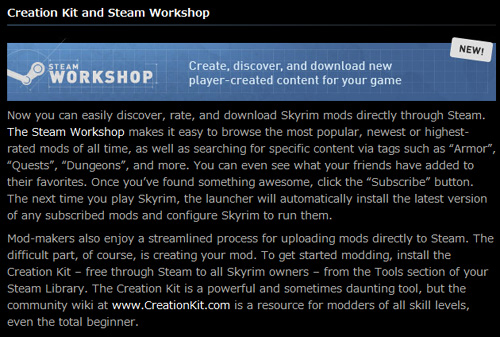 Creation Kit and Steam Workshop
NEW!
STEAM
WORKSHOP
Create, discover, and download new
player-created content for your game
Now you can easily discover, rate, and download Skyrim mods directly through Steam.
The Steam Workshop makes it easy to browse the most popular, newest or highest-
rated mods of all time, as well as searching for specific content via tags such as “Armor”,
“Quests”, “Dungeons”, and more. You can even see what your friends have added to
their favorites. Once you’ve found something awesome, click the “Subscribe” button.
The next time you play Skyrim, the launcher will automatically install the latest version
of any subscribed mods and configure Skyrim to run them.
Mod-makers also enjoy a streamlined process for uploading mods directly to Steam. The
difficult part, of course, is creating your mod. To get started modding, install the
Creation Kit – free through Steam to all Skyrim owners – from the Tools section of your
Steam Library. The Creation Kit is a powerful and sometimes daunting tool, but the
community wiki at www.CreationKit.com is a resource for modders of all skill levels,
even the total beginner.